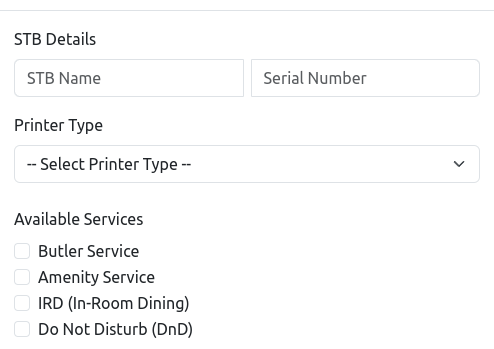 STB Details
STB Name Serial Number
Printer Type
-- Select Printer Type --
Available Services
Butler Service
Amenity Service
IRD (In-Room Dining)
Do Not Disturb (DnD)